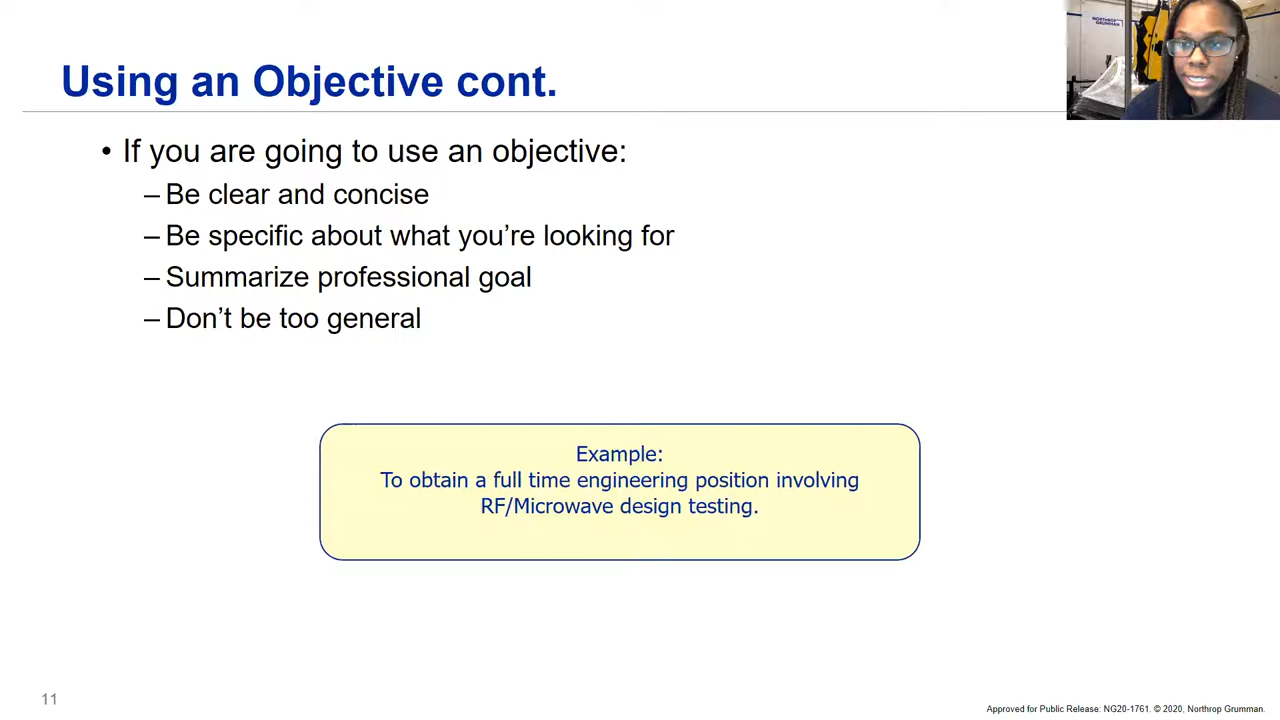 Using an Objective cont.
NORTHROP
GRUMMAN
• If you are going to use an objective:
– Be clear and concise
– Be specific about what you’re looking for
– Summarize professional goal
– Don’t be too general
Example:
To obtain a full time engineering position involving
RF/Microwave design testing.
11
Approved for Public Release: NG20-1761. © 2020, Northrop Grumman.